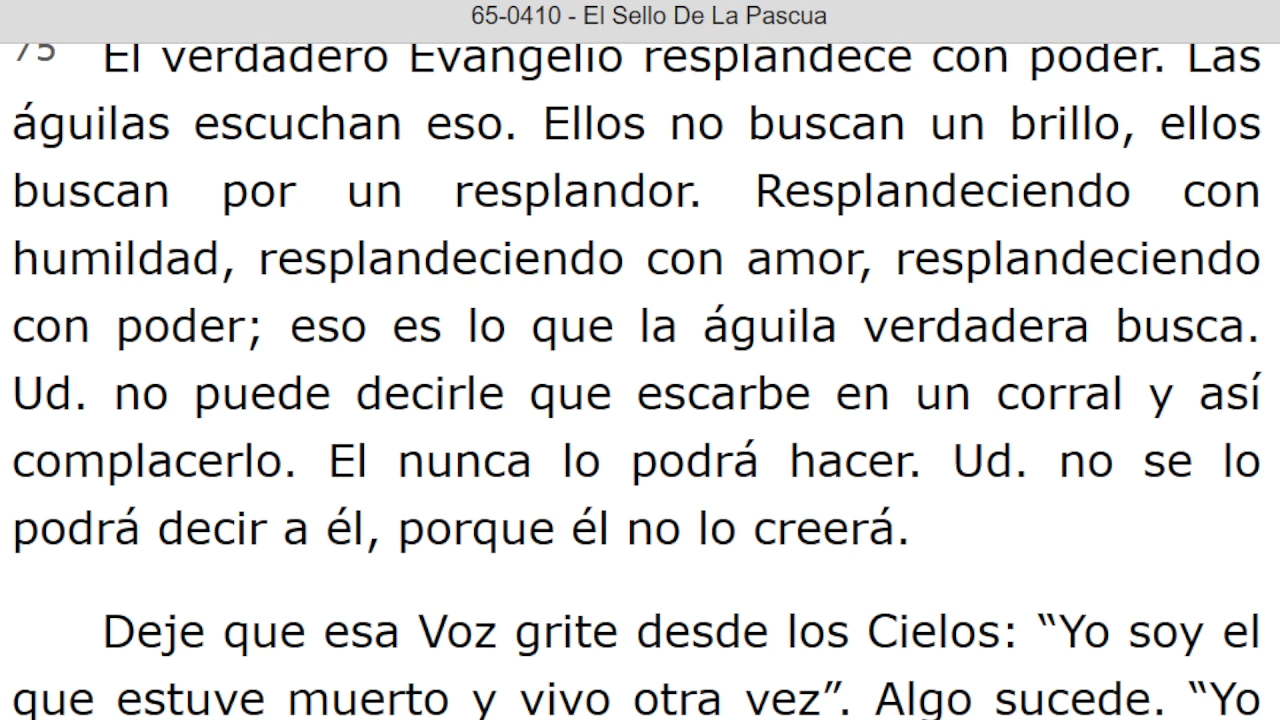 65-0410 - El Sello De La Pascua
75 El verdadero Evangelio resplandece con poder. Las
águilas escuchan eso. Ellos no buscan un brillo, ellos
buscan por un resplandor. Resplandeciendo con
humildad, resplandeciendo con amor, resplandeciendo
con poder; eso es lo que la águila verdadera busca.
Ud. no puede decirle que escarbe en un corral y así
complacerlo. El nunca lo podrá hacer. Ud. no se lo
podrá decir a él, porque él no lo creerá.
Deje que esa Voz grite desde los Cielos: “Yo soy el
que estuve muerto y vivo otra vez”. Algo sucede. “Yo